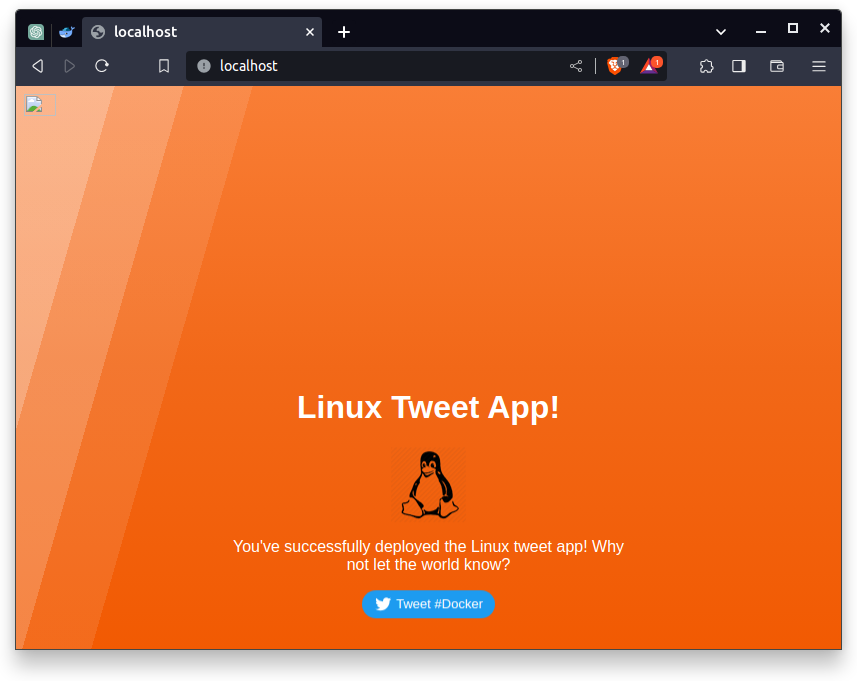 localhost
localhost
1
1
Linux Tweet App!
You've successfully deployed the Linux tweet app! Why
not let the world know?
Tweet #Docker